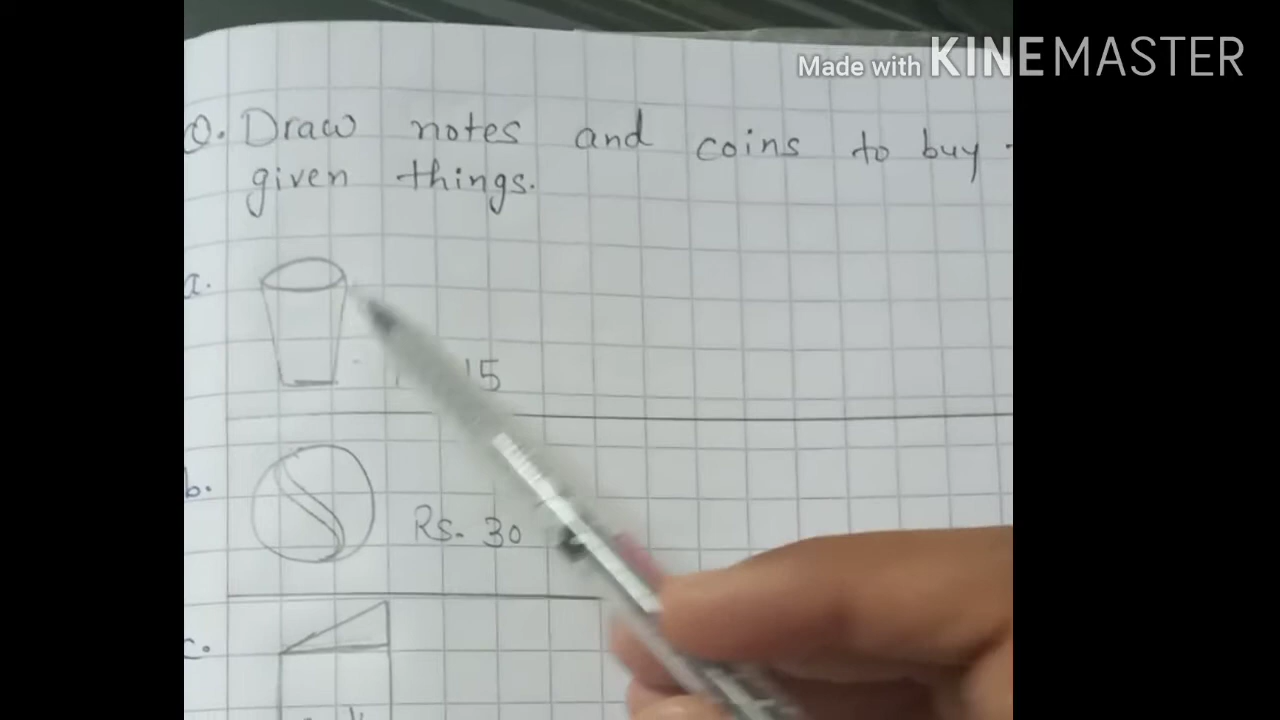 Made with KINEMASTER
Q. Draw notes and coins to buy
given things.
a.
15
b.
Rs. 30
c.